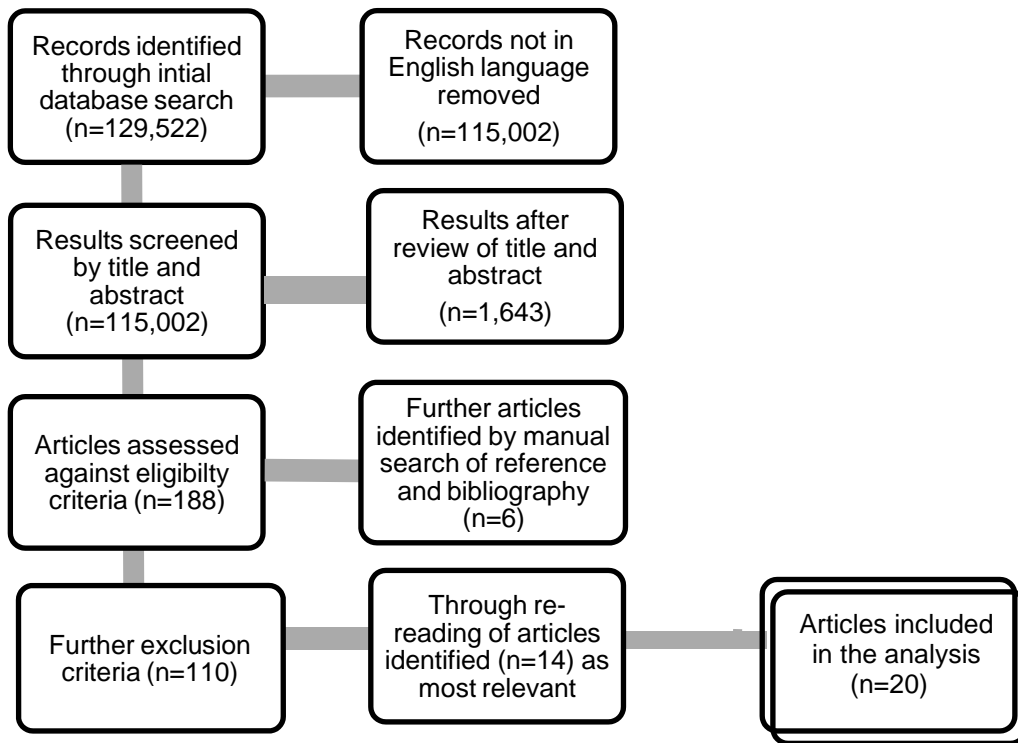 Records identified
through intial
database search
(n=129,522)
Records not in
English language
removed
(n=115,002)
Results screened
by title and
abstract
(n=115,002)
Results after
review of title and
abstract
(n=1,643)
Articles assessed
against eligibilty
criteria (n=188)
Further articles
identified by manual
search of reference
and bibliography
(n=6)
Further exclusion
criteria (n=110)
Through re-
reading of articles
identified (n=14) as
most relevant
Articles included
in the analysis
(n=20)